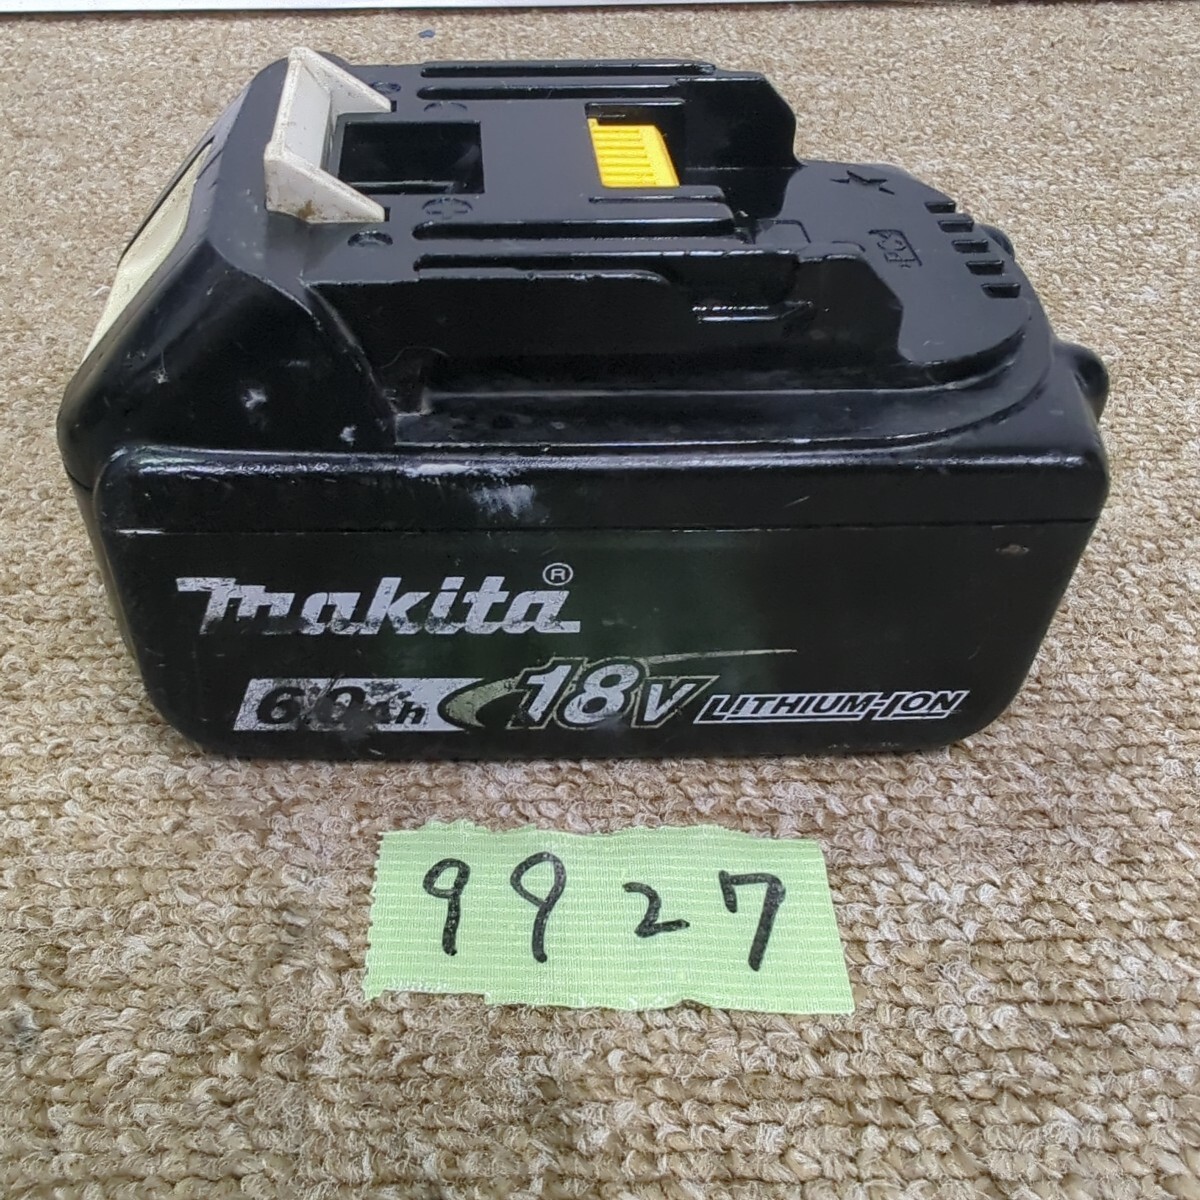 makita®
6.0Ah 18V LITHIUM-ION
9927